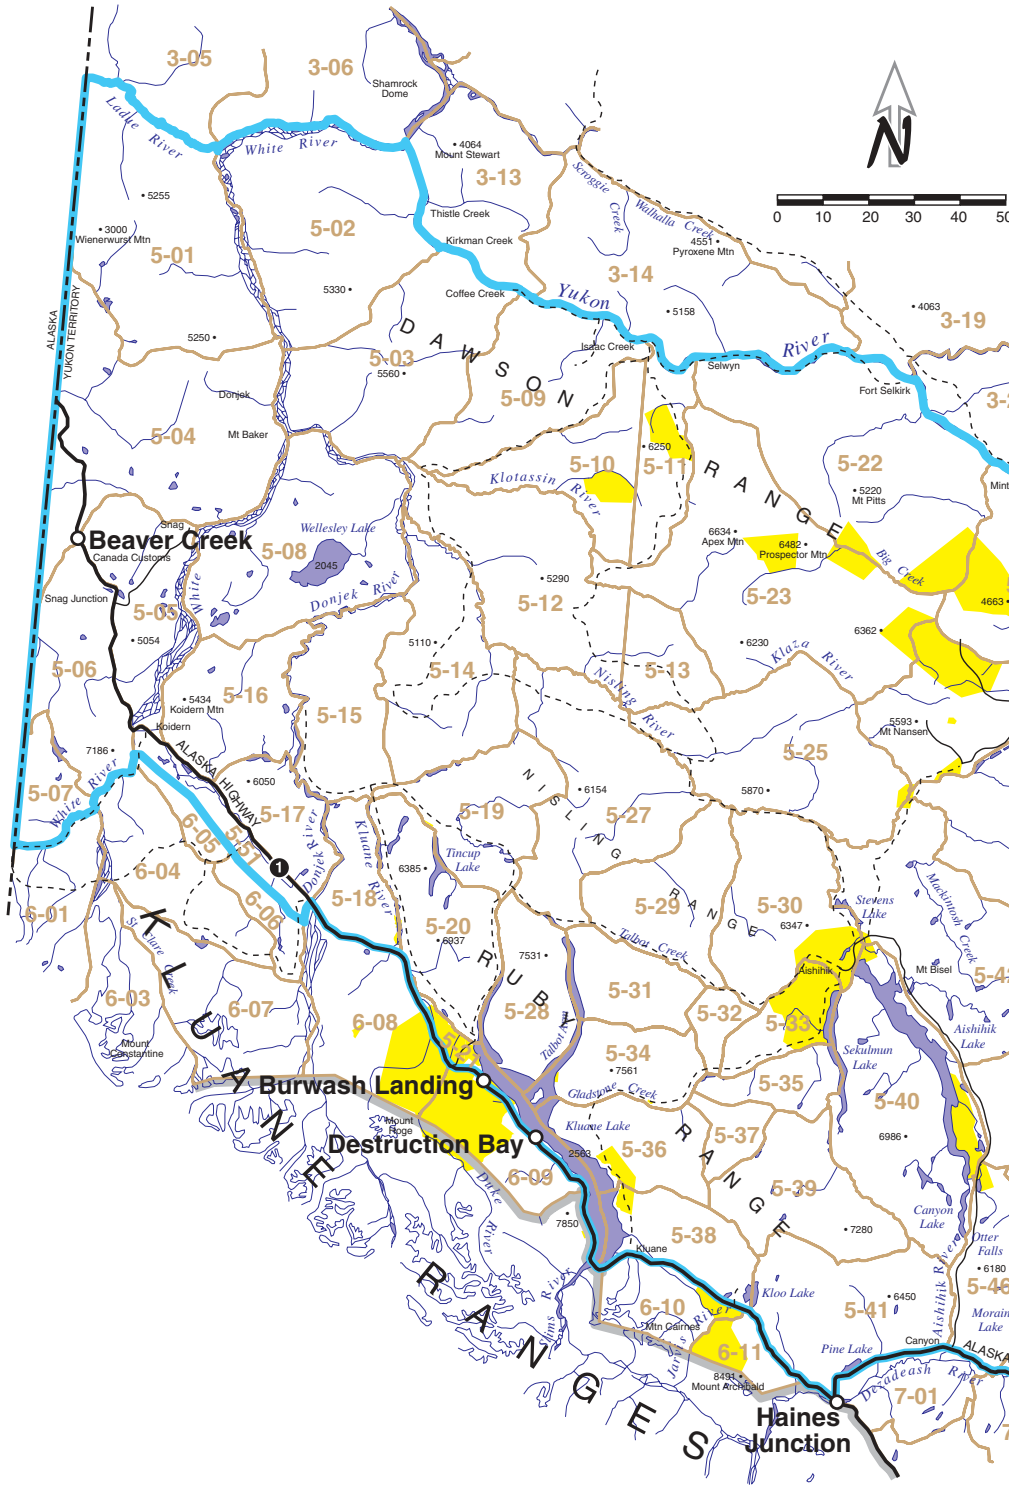 3-05
3-06
Shamrock
Dome
Ladue River
White River
4064
Mount Stewart
3-13
Scroggie Creek
Walhalla Creek
N
0 10 20 30 40 50
5255
3000
Wienerwurst Mtn
5-01
5-02
Thistle Creek
Kirkman Creek
4551
Pyroxene Mtn
3-14
5330
Coffee Creek
Yukon River
5158
4063
3-19
ALASKA
YUKON TERRITORY
5250
5-03
5560
DAWSON RANGE
Isaac Creek
Selwyn
Fort Selkirk
5-09
Donjek
5-04
Mt Baker
6250
5-10
5-11
Klotassin River
5-22
5220
Mt Pitts
Mint
Snag
Beaver Creek
Canada Customs
Wellesley Lake
5-08
2045
6634
Apex Mtn
6482
Prospector Mtn
Big Creek
Snag Junction
5-05
White
Donjek River
5290
5-12
5-23
4663
5054
5110
6362
5-06
5-14
5-13
6230
Klaza River
5434
Koidern Mtn
5-16
5-15
Nisling River
Koidern
5593
Mt Nansen
7186
ALASKA HIGHWAY
5-25
5-07
White River
6050
5-17
NISLING RANGE
6154
5870
5-19
5-27
6-05
5-51
1
Donjek River
Kluane River
Tincup
Lake
6385
6-04
6-06
5-18
5-20
6937
5-29
5-30
6347
Stevens
Lake
Mackintosh Creek
6-01
St Clare Creek
KLUANE RANGES
RUBY RANGE
7531
Talbot Creek
Aishihik
Mt Bisel
5-31
6-03
6-07
6-08
5-28
5-32
5-33
Aishihik
Lake
Mount
Constantine
Talbot Arm
5-34
7561
Sekulmun
Lake
Burwash Landing
Gladstone Creek
5-35
5-40
Mount
Hoge
Destruction Bay
Kluane Lake
2563
5-36
5-37
6986
6-09
Duke River
5-39
Canyon
Lake
7850
7280
Otter
Falls
5-38
Kluane
6180
Slims River
Kloo Lake
6-10
Mtn Cairnes
Jarvis River
5-41
6450
Aishihik River
6-11
Pine Lake
Canyon
ALASKA
8491
Mount Archibald
Dezadeash River
7-01
Haines
Junction